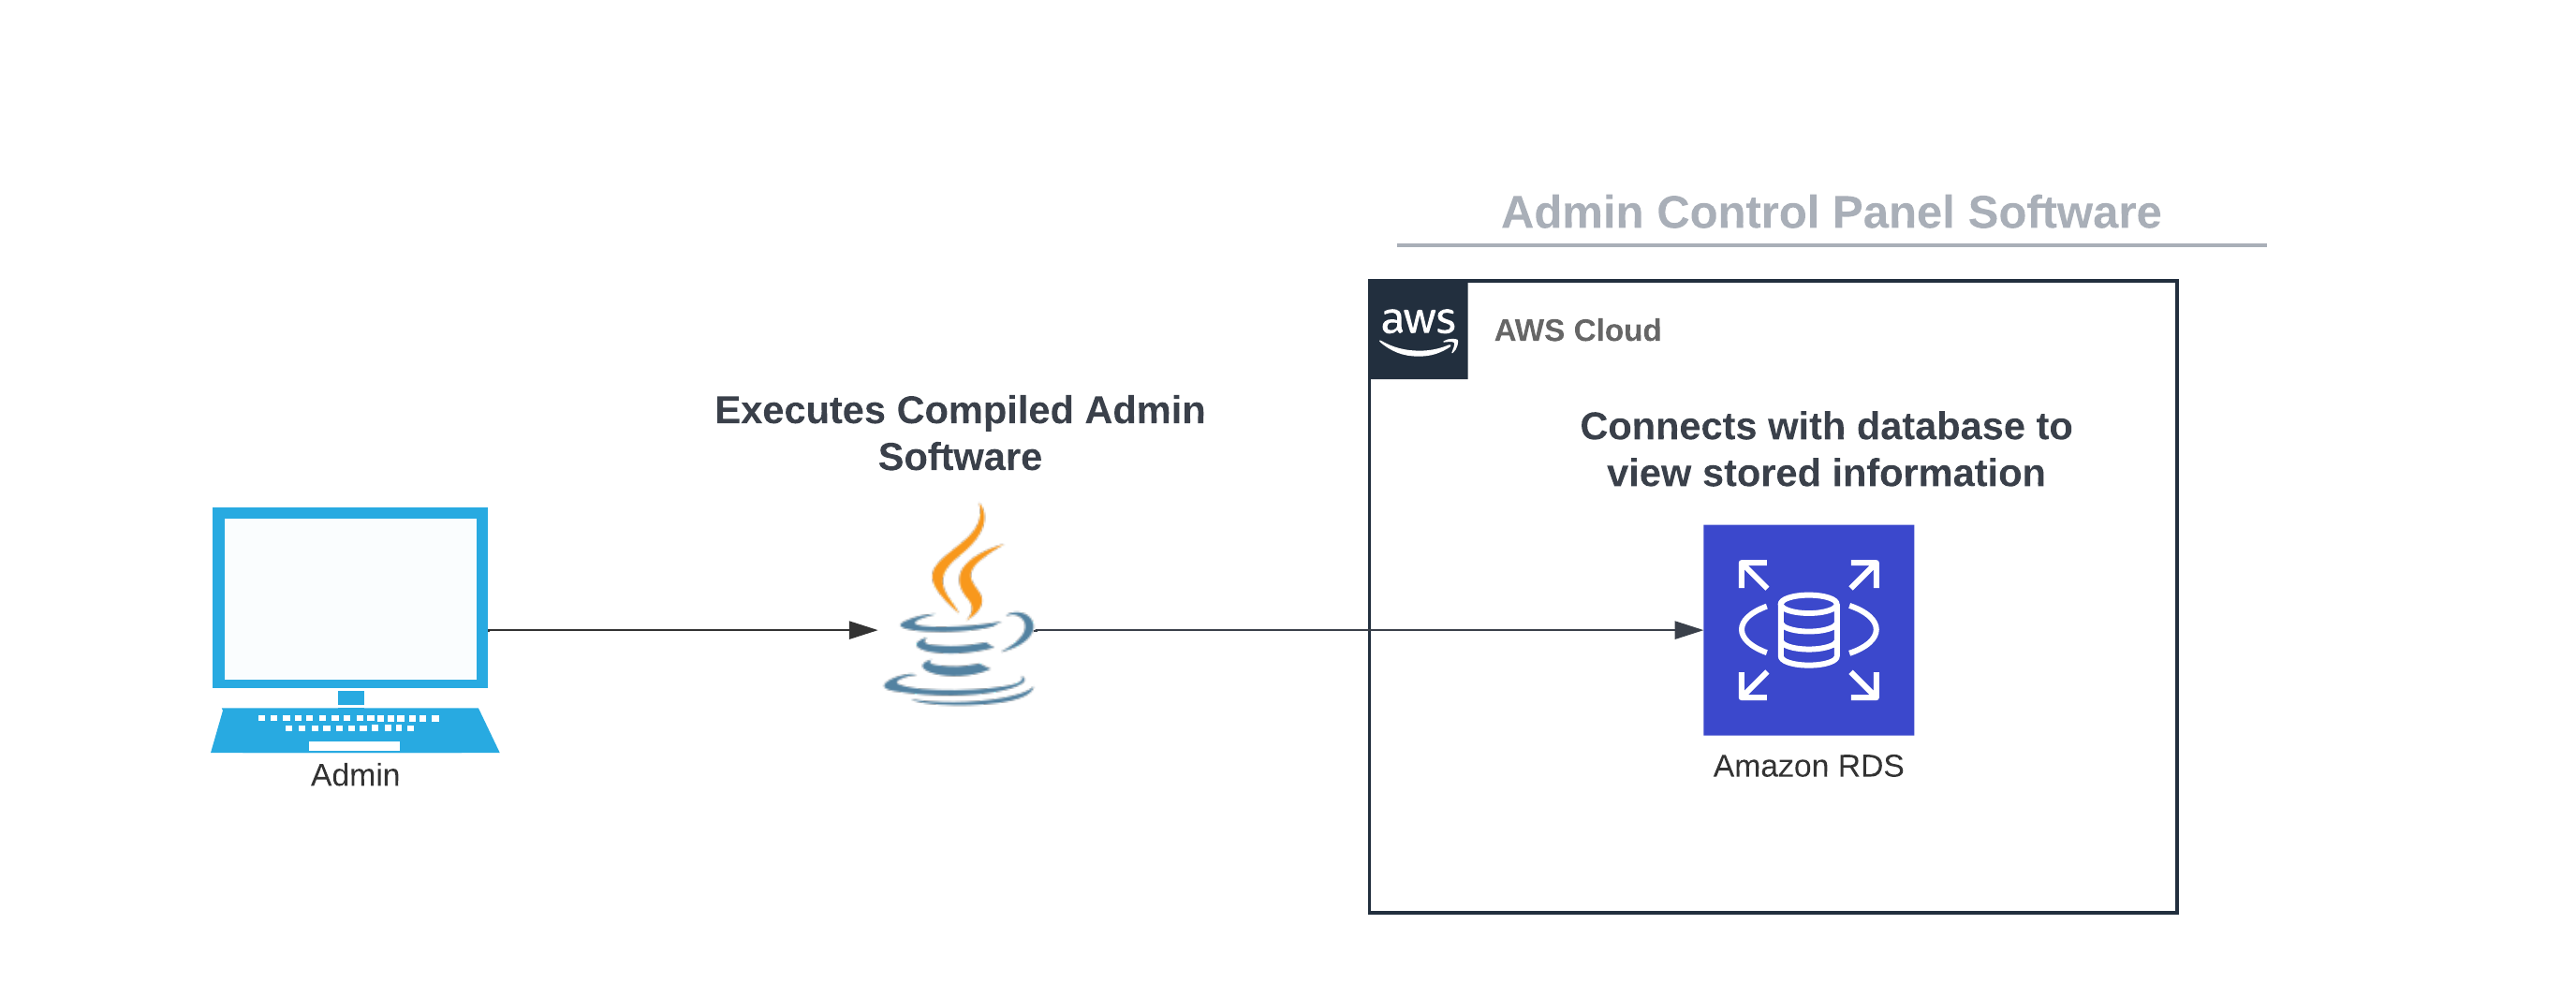 Admin Control Panel Software
aws
AWS Cloud
Executes Compiled Admin
Software
Connects with database to
view stored information
Admin
Amazon RDS